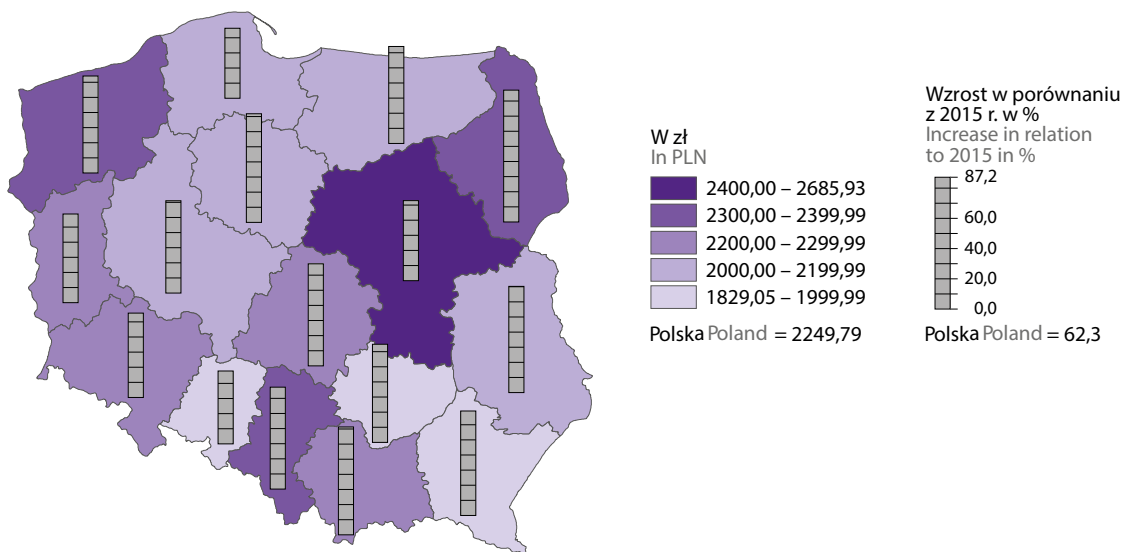 W zł
In PLN
2400,00 – 2685,93
2300,00 – 2399,99
2200,00 – 2299,99
2000,00 – 2199,99
1829,05 – 1999,99
Polska Poland = 2249,79
Wzrost w porównaniu
z 2015 r. w %
Increase in relation
to 2015 in %
87,2
60,0
40,0
20,0
0,0
Polska Poland = 62,3